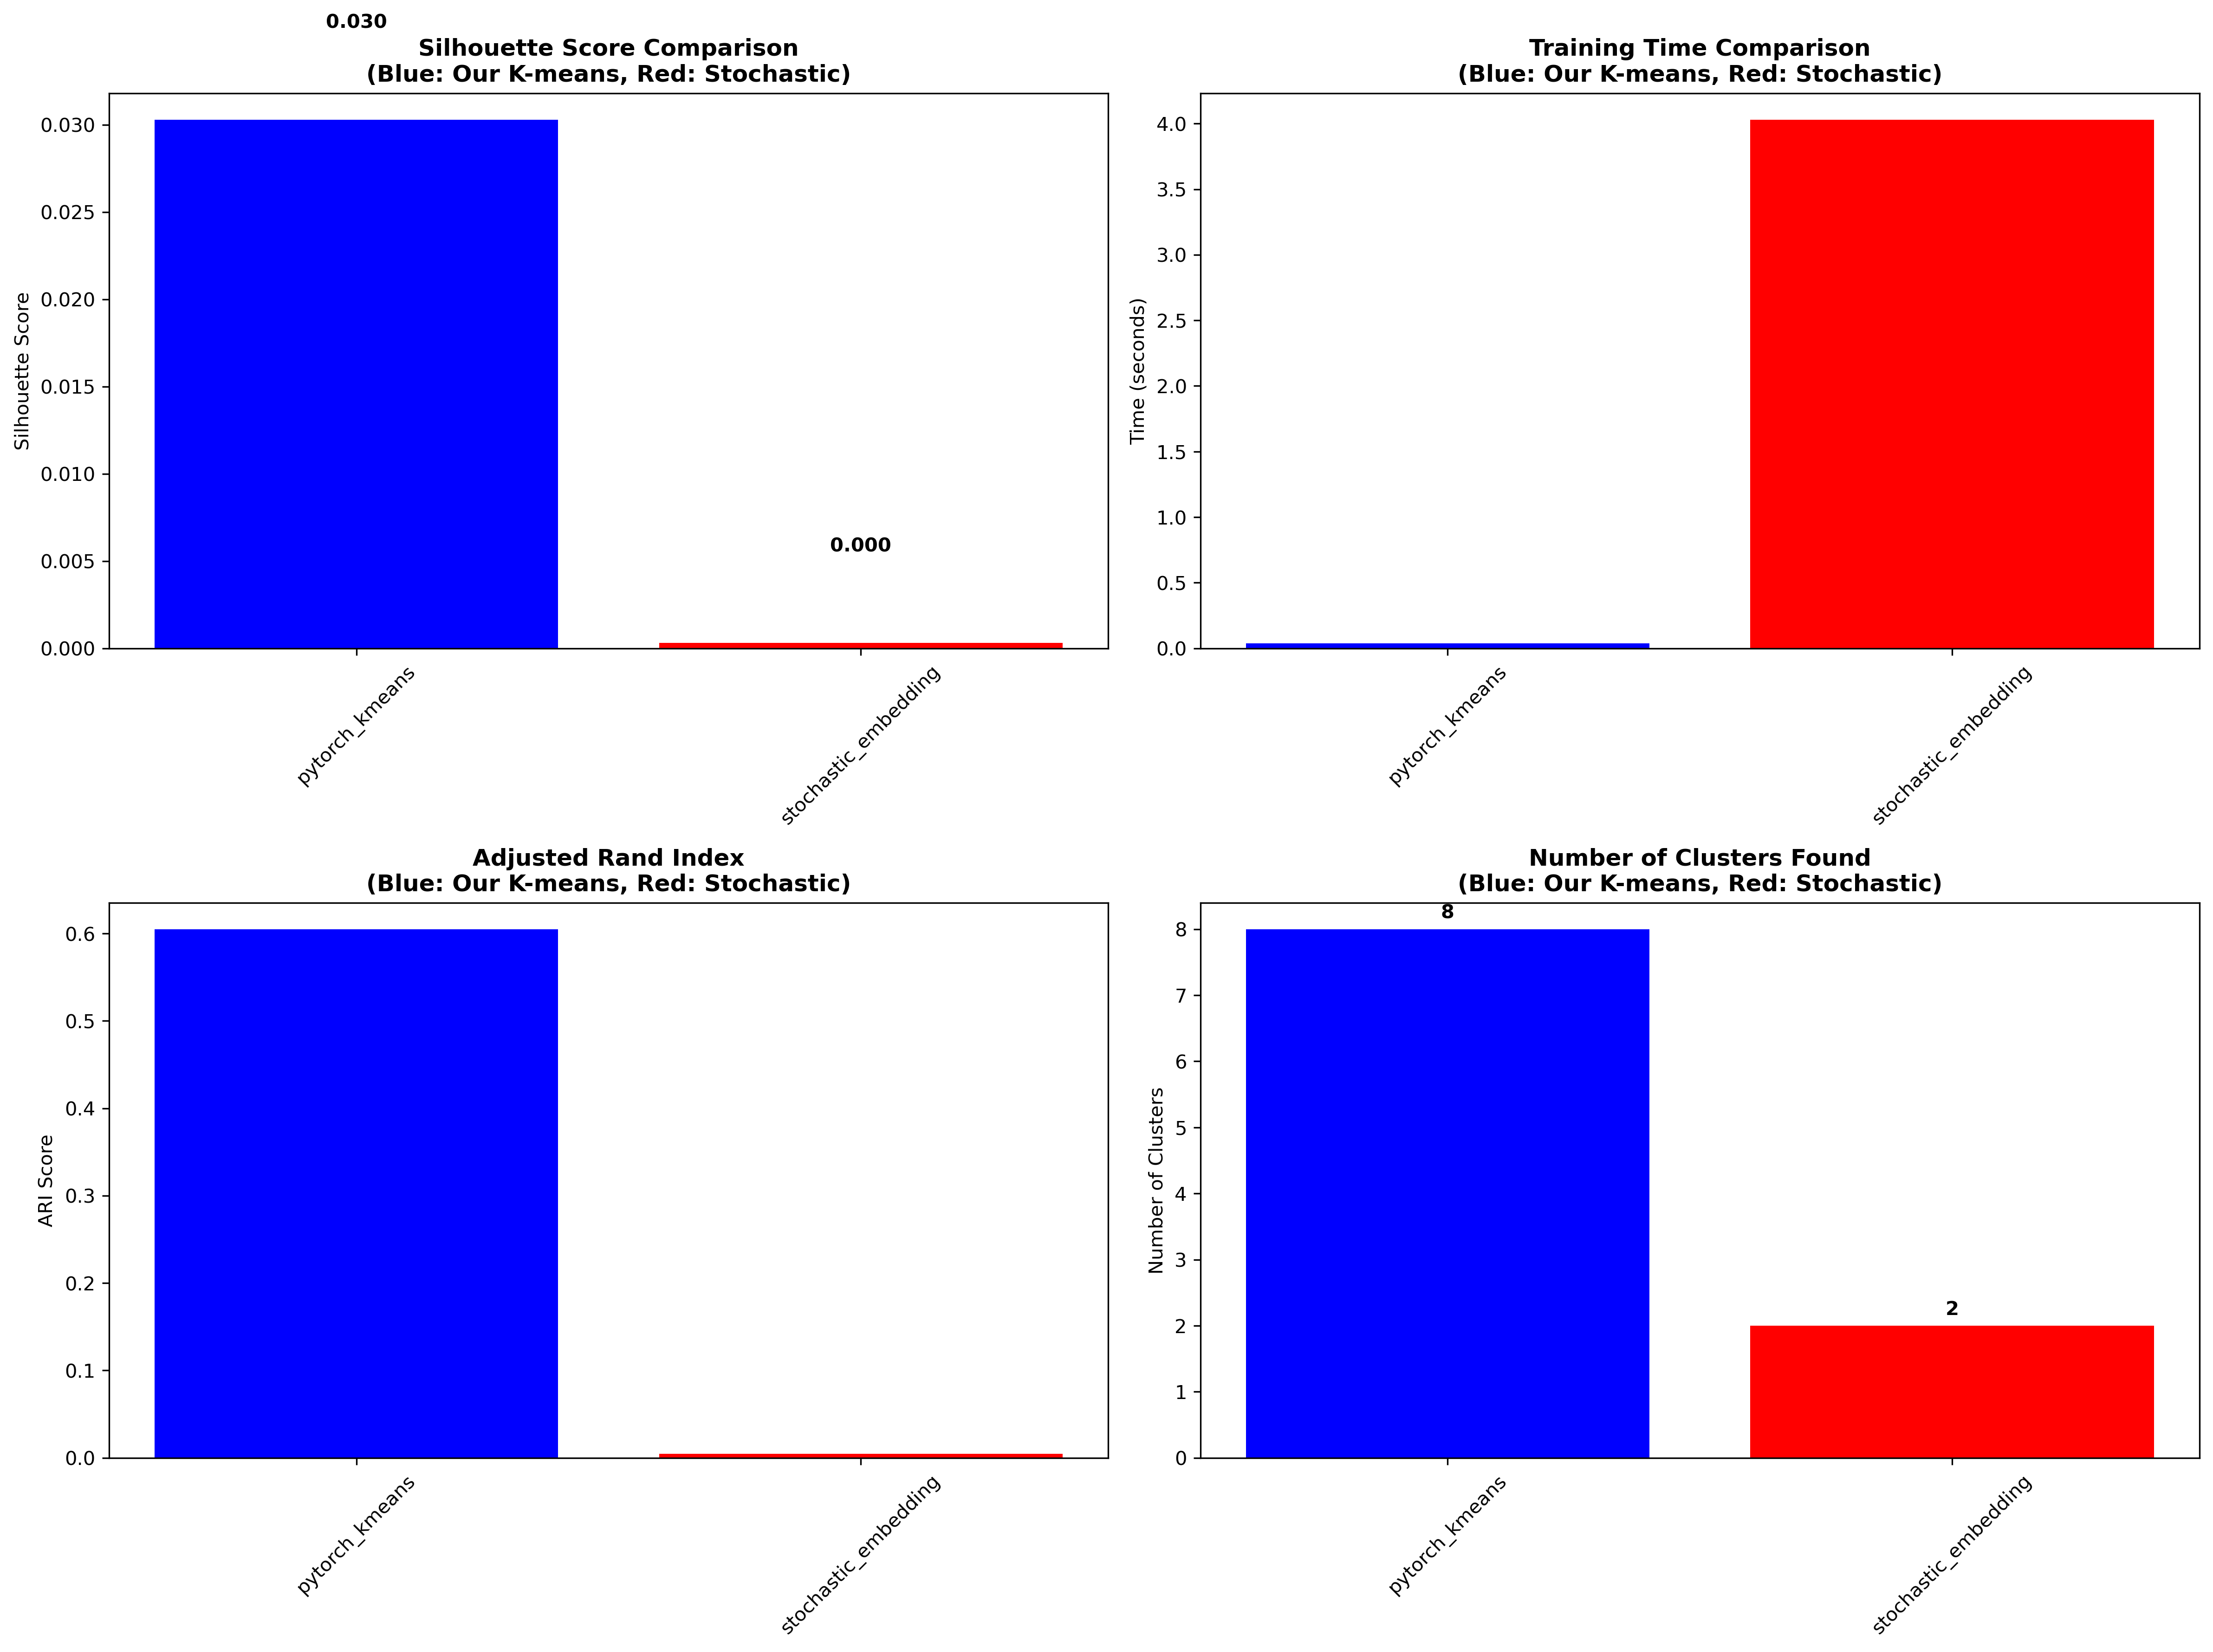 0.030
Silhouette Score Comparison
(Blue: Our K-means, Red: Stochastic)
Silhouette Score
0.030
0.025
0.020
0.015
0.010
0.005
0.000
0.000
pytorch_kmeans
stochastic_embedding
Training Time Comparison
(Blue: Our K-means, Red: Stochastic)
Time (seconds)
4.0
3.5
3.0
2.5
2.0
1.5
1.0
0.5
0.0
pytorch_kmeans
stochastic_embedding
Adjusted Rand Index
(Blue: Our K-means, Red: Stochastic)
ARI Score
0.6
0.5
0.4
0.3
0.2
0.1
0.0
pytorch_kmeans
stochastic_embedding
Number of Clusters Found
(Blue: Our K-means, Red: Stochastic)
Number of Clusters
8
8
7
6
5
4
3
2
2
1
0
pytorch_kmeans
stochastic_embedding